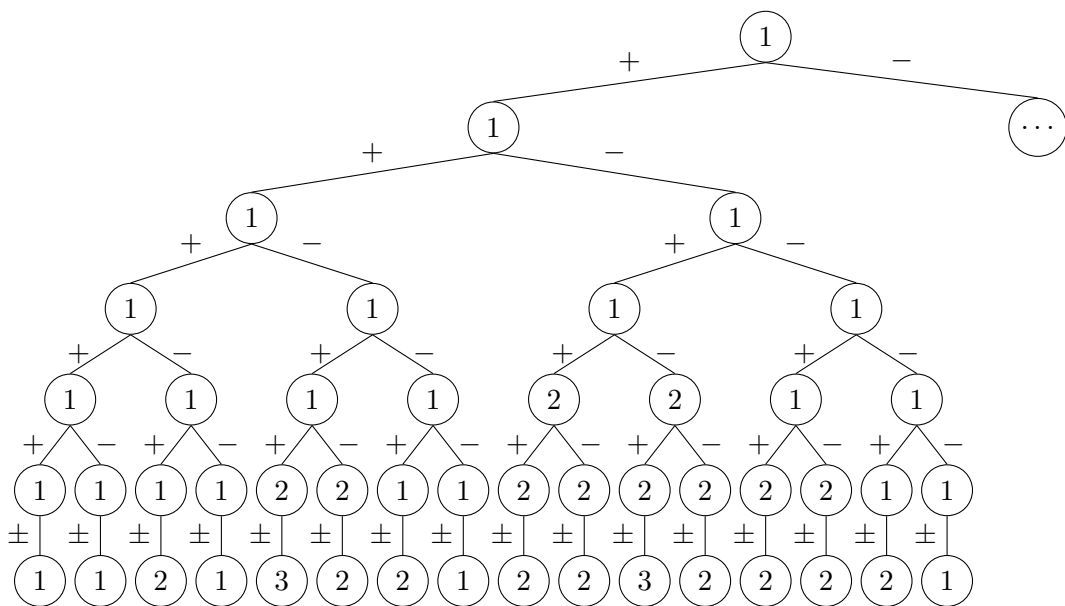 1
+ −
1 ⋯
+ −
1 1
+ − + −
1 1 1 1
+ − + − + − + −
1 1 1 1 2 2 1 1
+ − + − + − + − + − + − + − + −
1 1 1 1 2 2 1 1 2 2 2 2 2 2 1 1
± ± ± ± ± ± ± ± ± ± ± ± ± ± ± ±
1 1 2 1 3 2 2 1 2 2 3 2 2 2 2 1